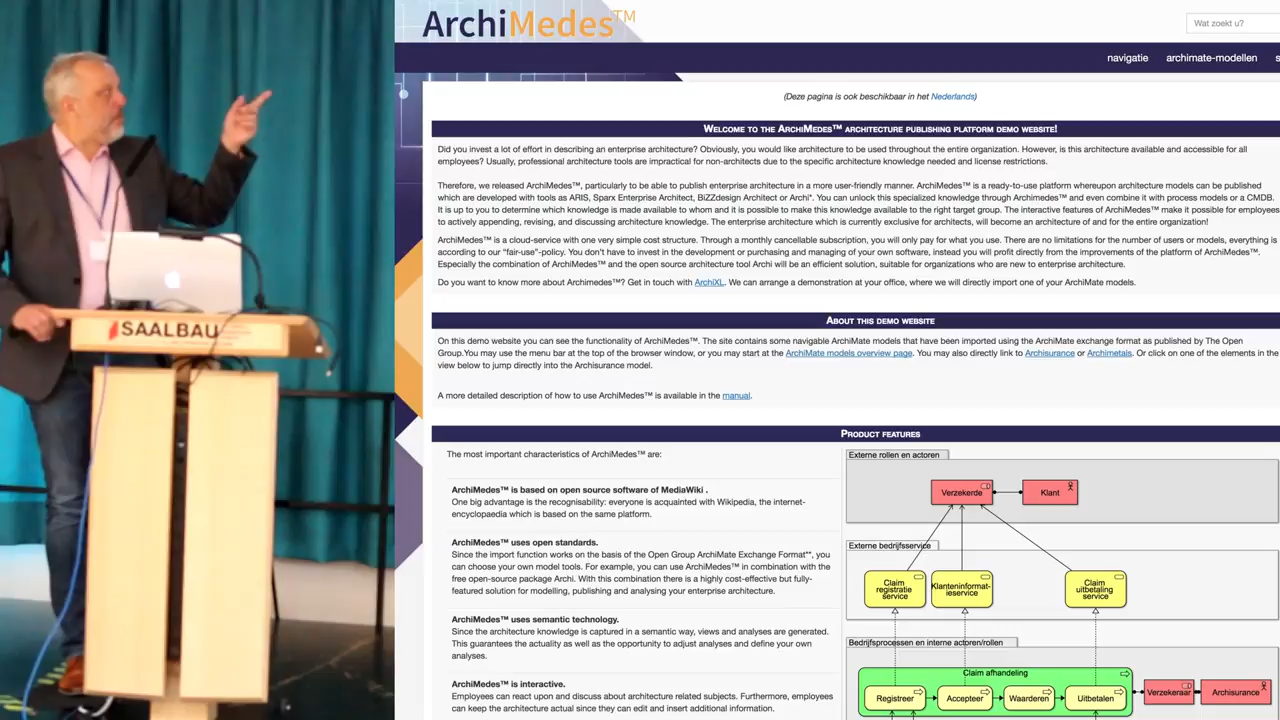 ArchiMedes™
Wat zoekt u?
navigatie archimate-modellen
(Deze pagina is ook beschikbaar in het Nederlands)
Welcome to the ArchiMedes™ architecture publishing platform demo website!
Did you invest a lot of effort in describing an enterprise architecture? Obviously, you would like architecture to be used throughout the entire organization. However, is this architecture available and accessible for all
employees? Usually, professional architecture tools are impractical for non-architects due to the specific architecture knowledge needed and license restrictions.
Therefore, we released ArchiMedes™, particularly to be able to publish enterprise architecture in a more user-friendly manner. ArchiMedes™ is a ready-to-use platform whereupon architecture models can be published
which are developed with tools as ARIS, Sparx Enterprise Architect, BiZZdesign Architect or Archi*. You can unlock this specialized knowledge through Archimedes™ and even combine it with process models or a CMDB.
It is up to you to determine which knowledge is made available to whom and it is possible to make this knowledge available to the right target group. The interactive features of ArchiMedes™ make it possible for employees
to actively appending, revising, and discussing architecture knowledge. The enterprise architecture which is currently exclusive for architects, will become an architecture of and for the entire organization!
ArchiMedes™ is a cloud-service with one very simple cost structure. Through a monthly cancellable subscription, you will only pay for what you use. There are no limitations for the number of users or models, everything is
according to our "fair-use"-policy. You don't have to invest in the development or purchasing and managing of your own software, instead you will profit directly from the improvements of the platform of ArchiMedes™.
Especially the combination of ArchiMedes™ and the open source architecture tool Archi will be an efficient solution, suitable for organizations who are new to enterprise architecture.
Do you want to know more about Archimedes™? Get in touch with ArchiXL. We can arrange a demonstration at your office, where we will directly import one of your ArchiMate models.
About this demo website
On this demo website you can see the functionality of ArchiMedes™. The site contains some navigable ArchiMate models that have been imported using the ArchiMate exchange format as published by The Open
Group.You may use the menu bar at the top of the browser window, or you may start at the ArchiMate models overview page. You may also directly link to Archisurance or Archimetals. Or click on one of the elements in the
view below to jump directly into the Archisurance model.
A more detailed description of how to use ArchiMedes™ is available in the manual.
Product features
The most important characteristics of ArchiMedes™ are:
ArchiMedes™ is based on open source software of MediaWiki .
One big advantage is the recognisability: everyone is acquainted with Wikipedia, the internet-
encyclopaedia which is based on the same platform.
ArchiMedes™ uses open standards.
Since the import function works on the basis of the Open Group ArchiMate Exchange Format**, you
can choose your own model tools. For example, you can use ArchiMedes™ in combination with the
free open-source package Archi. With this combination there is a highly cost-effective but fully-
featured solution for modelling, publishing and analysing your enterprise architecture.
ArchiMedes™ uses semantic technology.
Since the architecture knowledge is captured in a semantic way, views and analyses are generated.
This guarantees the actuality as well as the opportunity to adjust analyses and define your own
analyses.
ArchiMedes™ is interactive.
Employees can react upon and discuss about architecture related subjects. Furthermore, employees
can keep the architecture actual since they can edit and insert additional information.
Externe rollen en actoren
Verzekerde
Klant
Externe bedrijfsservice
Claim
registratie
service
Klanteninformat-
ieservice
Claim
uitbetaling
service
Bedrijfsprocessen en interne actoren/rollen
Claim afhandeling
Registreer
Accepteer
Waarderen
Uitbetalen
Verzekeraar
Archisurance
SAALBAU